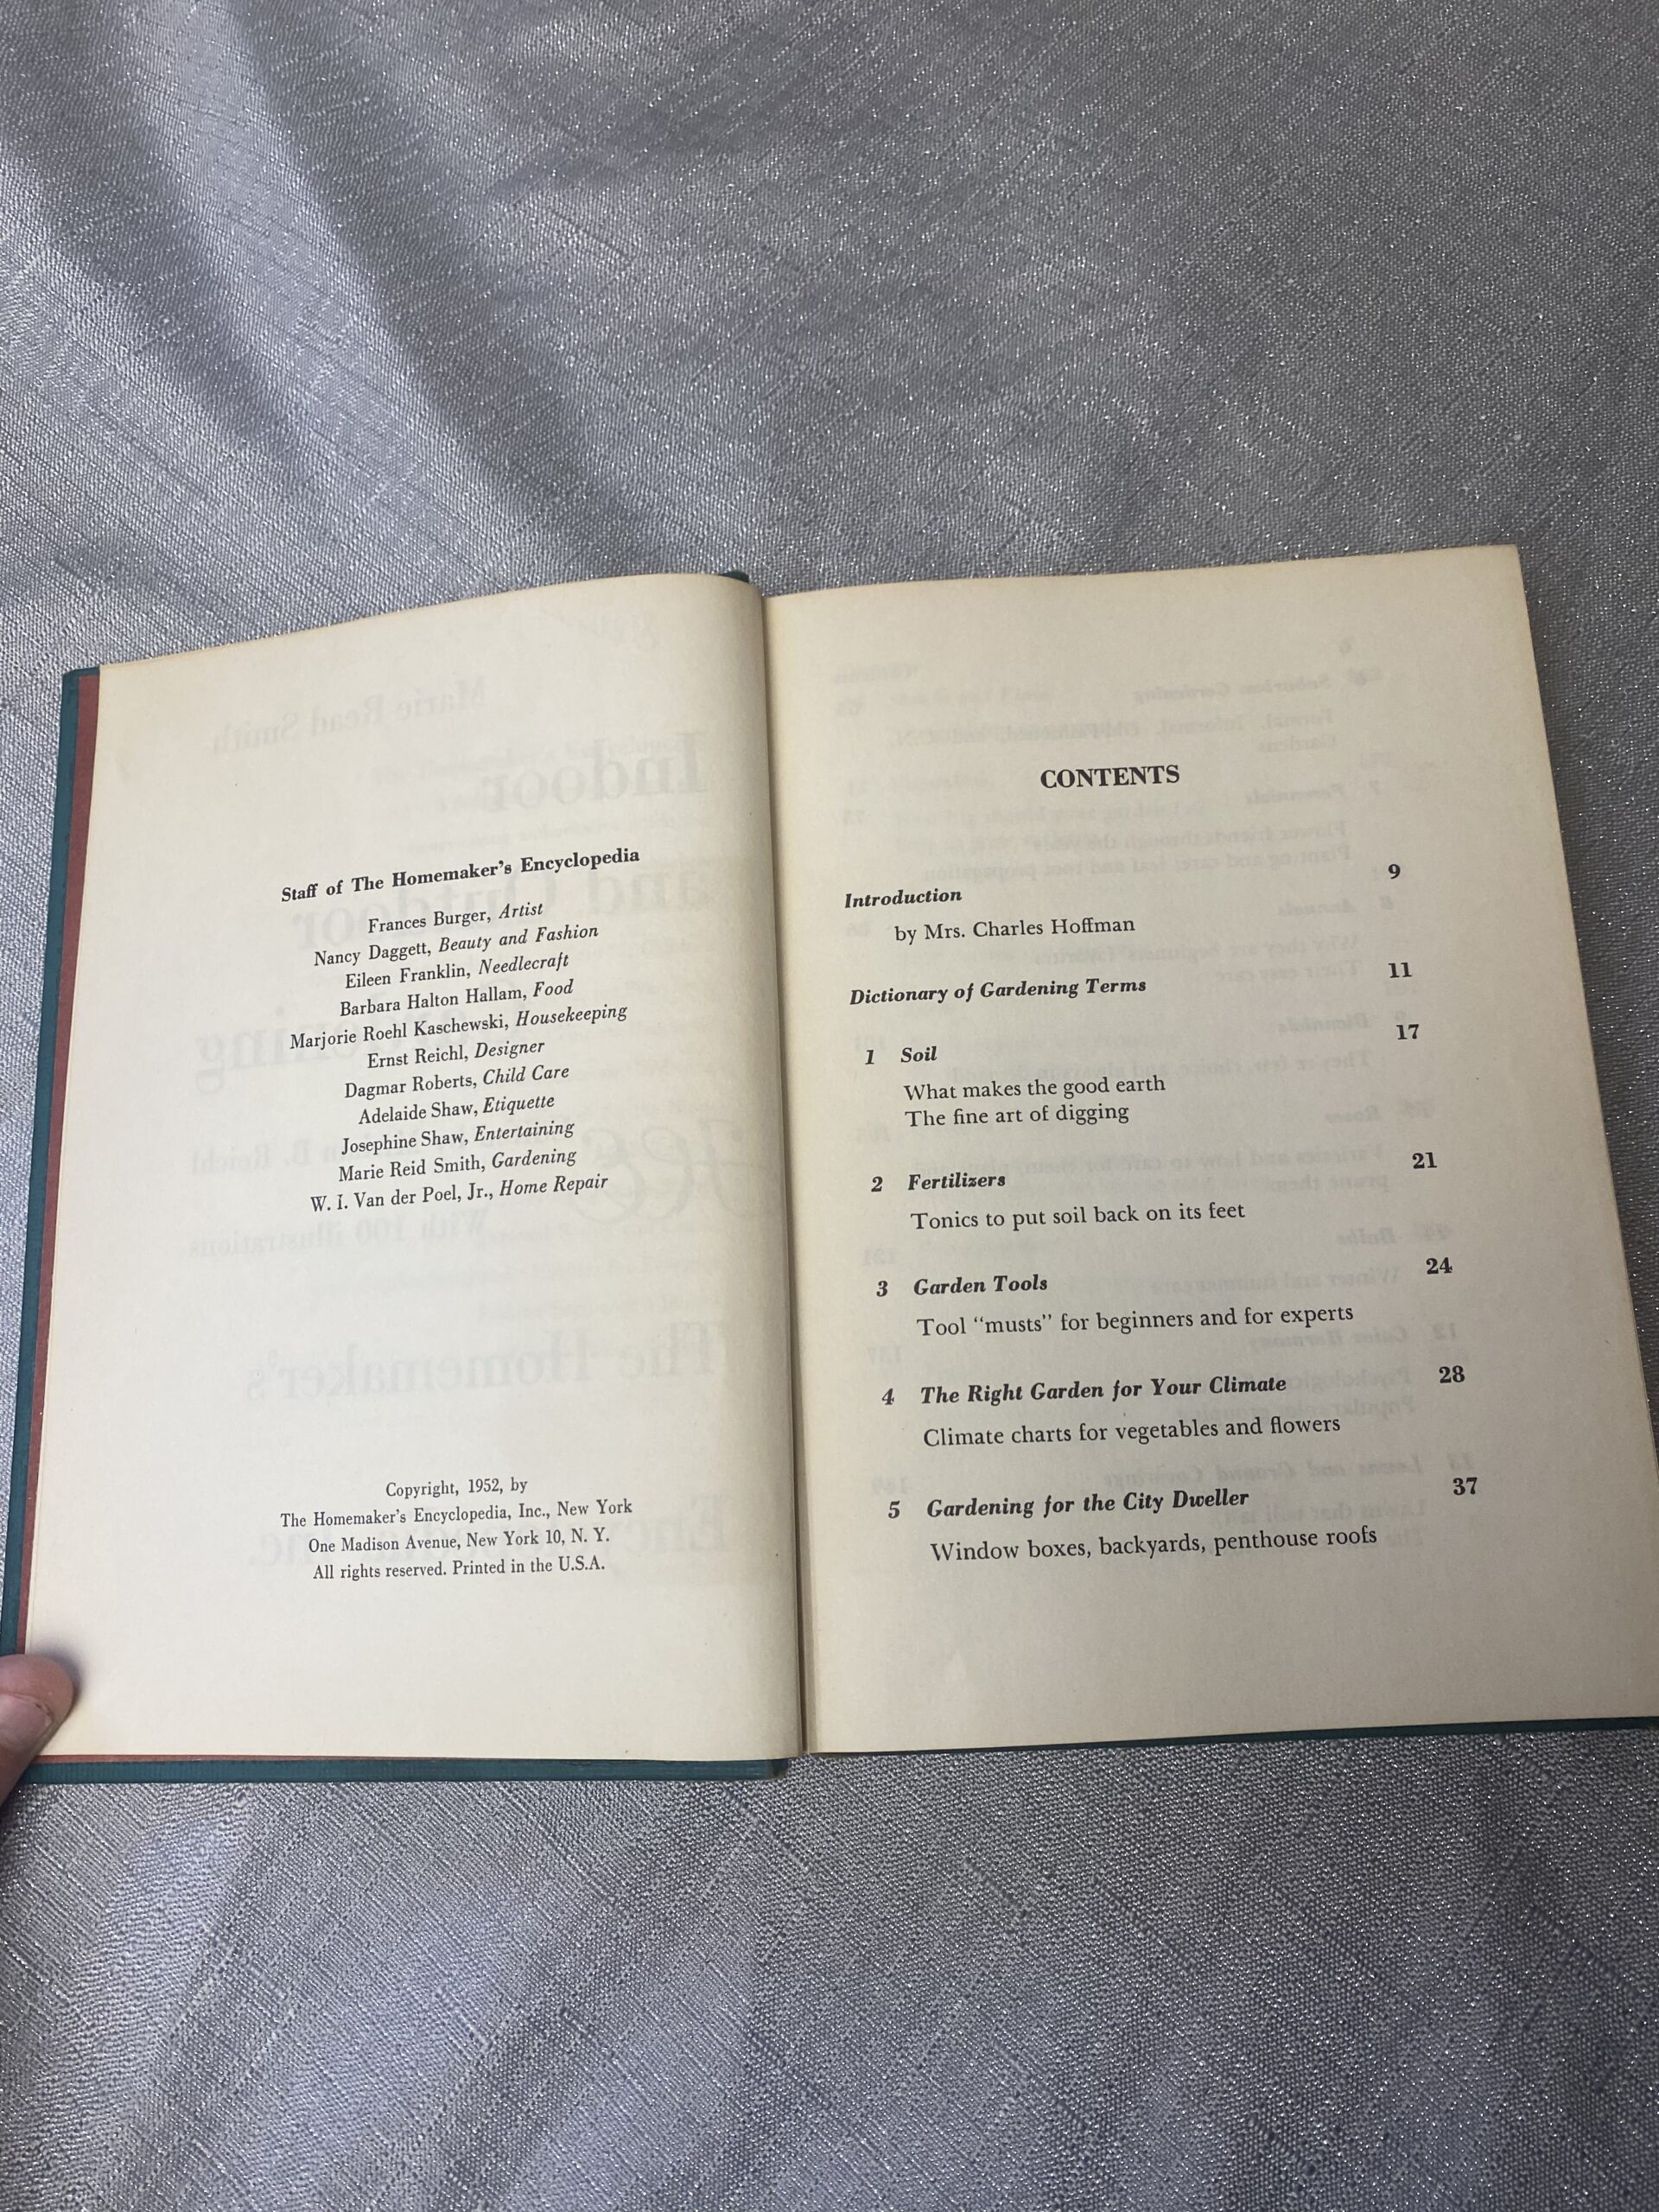 Staff of The Homemaker's Encyclopedia
Frances Burger, Artist
Nancy Daggett, Beauty and Fashion
Eileen Franklin, Needlecraft
Barbara Halton Hallam, Food
Marjorie Roehl Kaschewski, Housekeeping
Ernst Reichl, Designer
Dagmar Roberts, Child Care
Adelaide Shaw, Etiquette
Josephine Shaw, Entertaining
Marie Reid Smith, Gardening
W. I. Van der Poel, Jr., Home Repair
Copyright, 1952, by
The Homemaker's Encyclopedia, Inc., New York
One Madison Avenue, New York 10, N. Y.
All rights reserved. Printed in the U.S.A.
CONTENTS
Introduction 9
by Mrs. Charles Hoffman
Dictionary of Gardening Terms 11
1 Soil 17
What makes the good earth
The fine art of digging
2 Fertilizers 21
Tonics to put soil back on its feet
3 Garden Tools 24
Tool "musts" for beginners and for experts
4 The Right Garden for Your Climate 28
Climate charts for vegetables and flowers
5 Gardening for the City Dweller 37
Window boxes, backyards, penthouse roofs